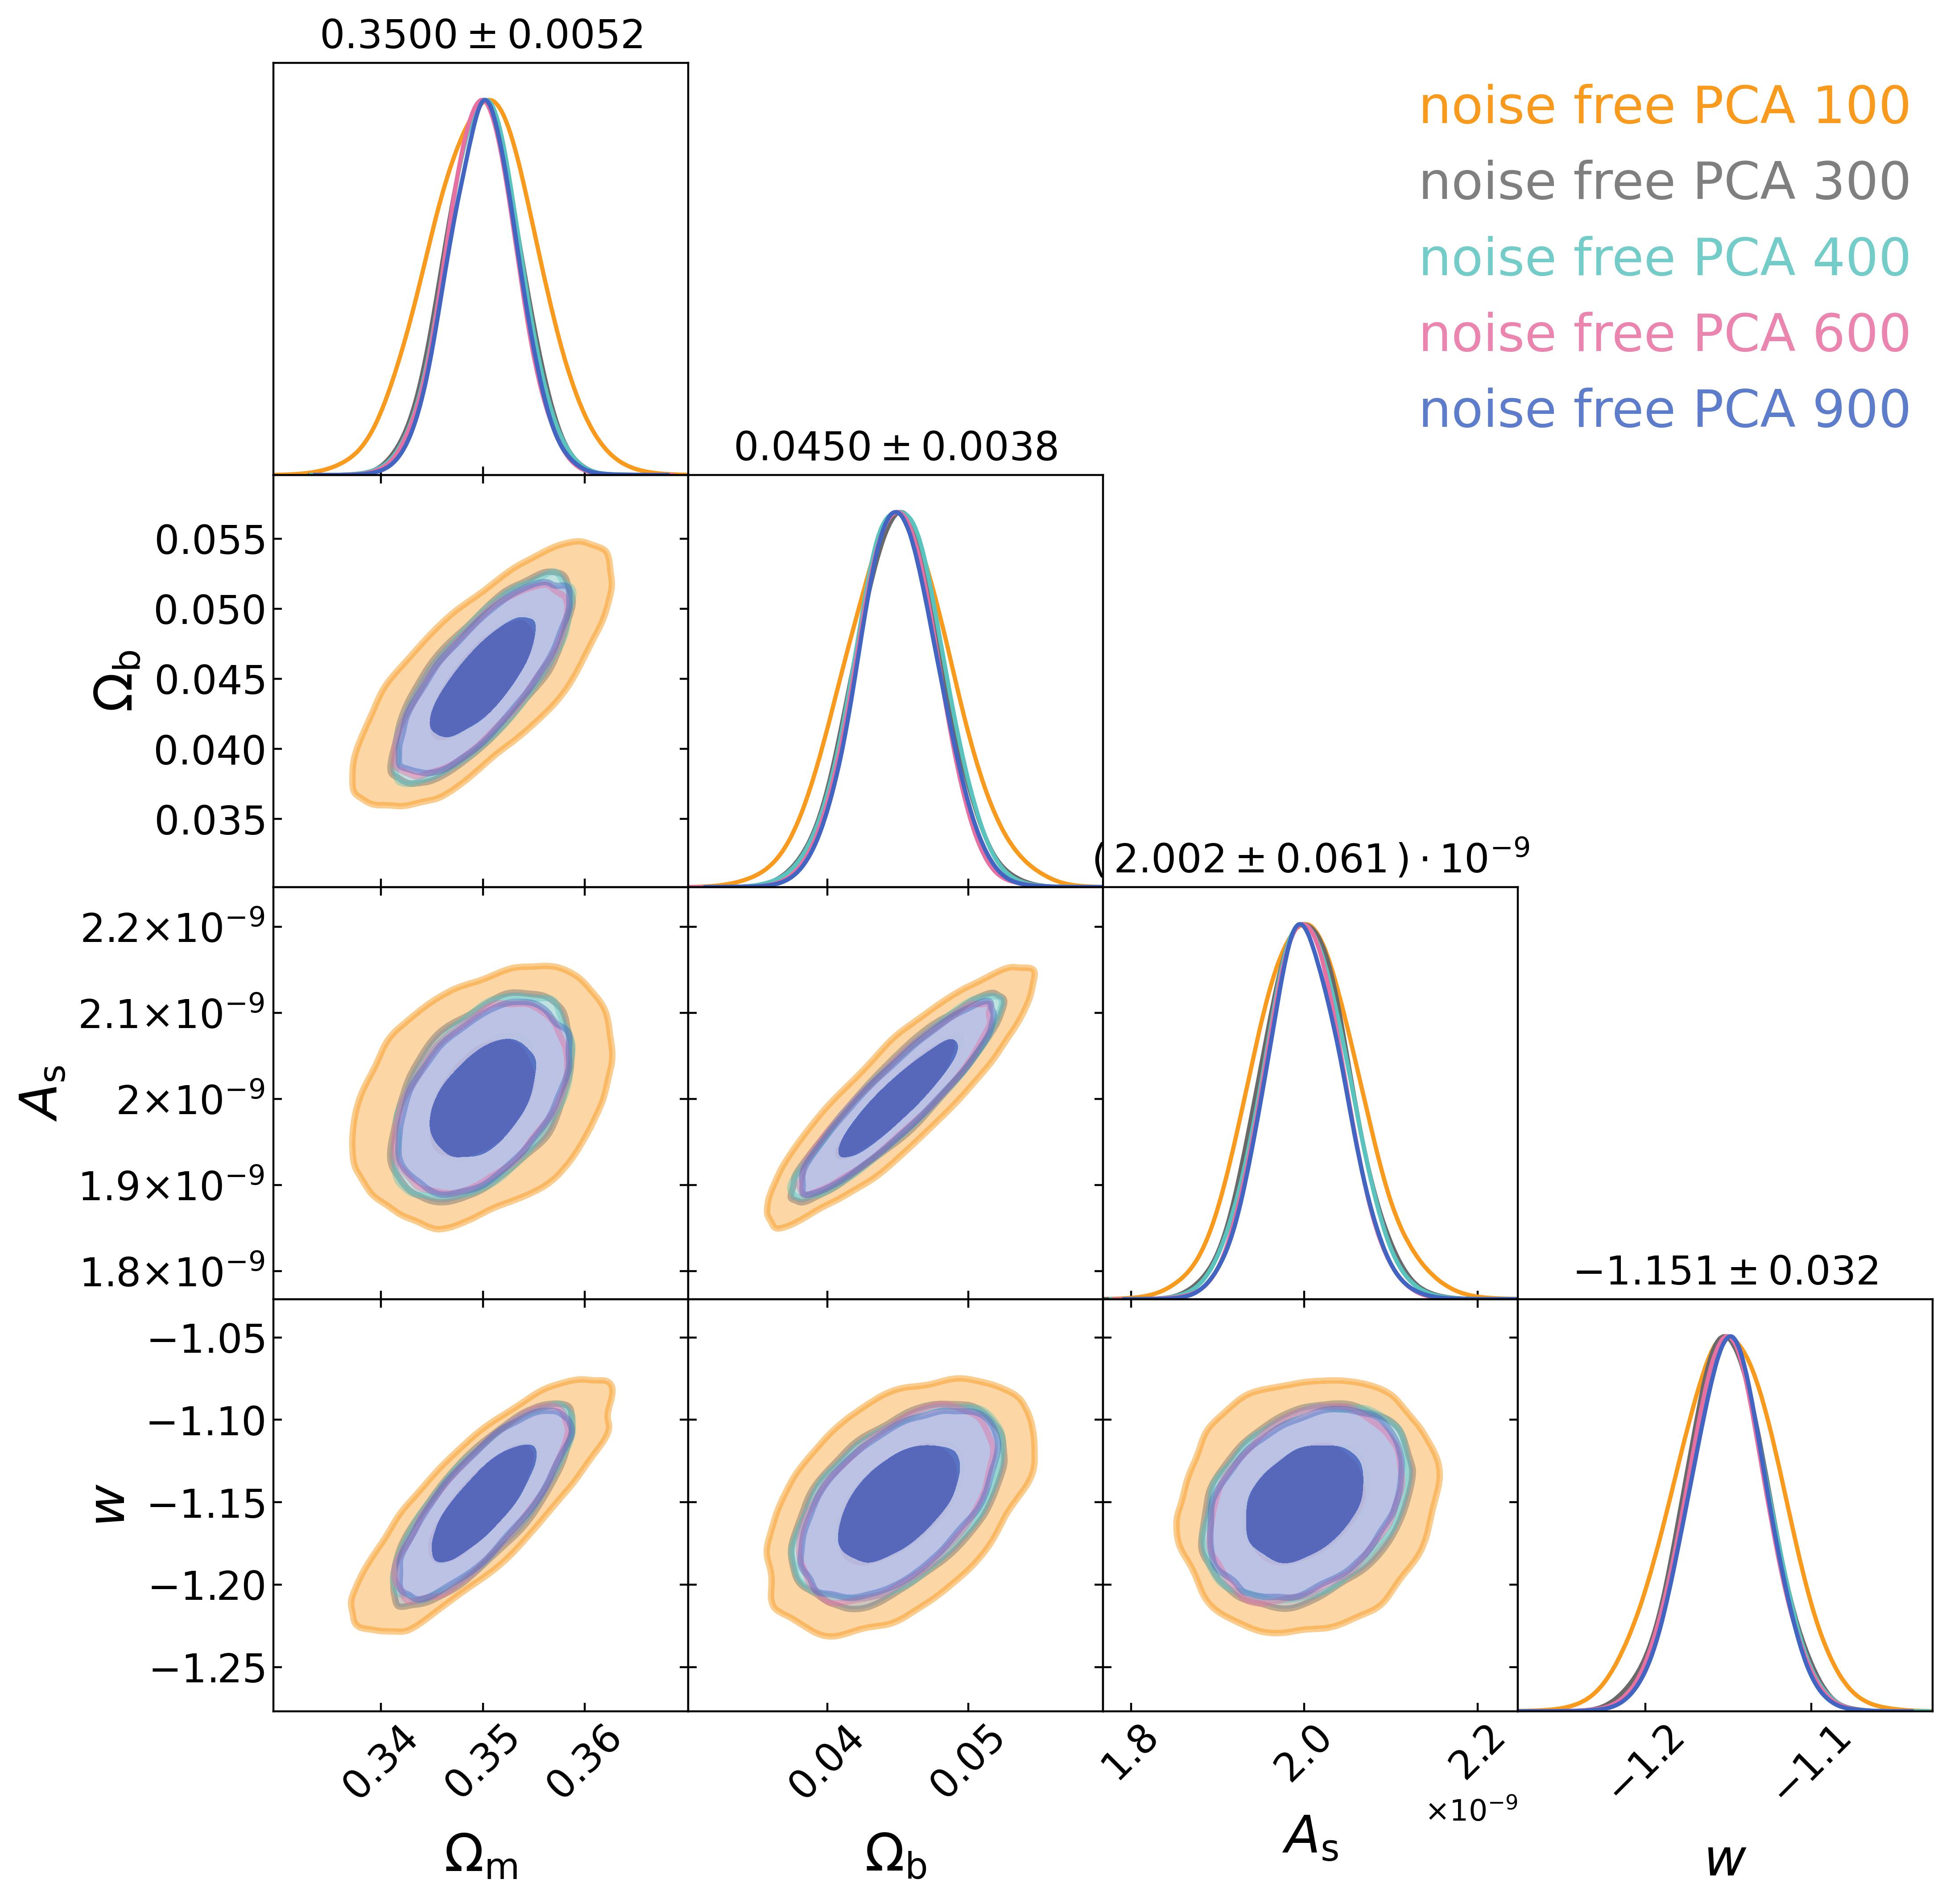 0.3500 ± 0.0052
noise free PCA 100
noise free PCA 300
noise free PCA 400
noise free PCA 600
noise free PCA 900
0.0450 ± 0.0038
0.055
0.050
0.045
0.040
0.035
Ω_b
(2.002 ± 0.061) · 10⁻⁹
2.2×10⁻⁹
2.1×10⁻⁹
2×10⁻⁹
1.9×10⁻⁹
1.8×10⁻⁹
A_s
−1.151 ± 0.032
−1.05
−1.10
−1.15
−1.20
−1.25
w
0.34 0.35 0.36
0.04 0.05
1.8 2.0 2.2
×10⁻⁹
−1.2 −1.1
Ω_m
Ω_b
A_s
w